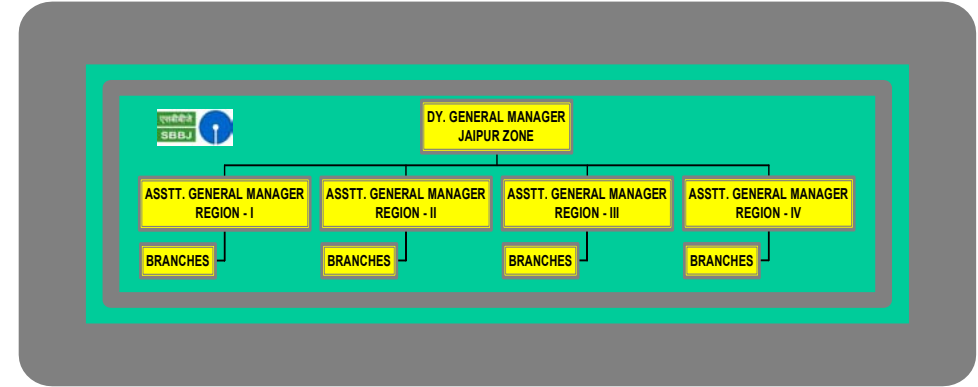 एसबीबीजे
SBBJ
DY. GENERAL MANAGER
JAIPUR ZONE
ASSTT. GENERAL MANAGER
REGION - I
ASSTT. GENERAL MANAGER
REGION - II
ASSTT. GENERAL MANAGER
REGION - III
ASSTT. GENERAL MANAGER
REGION - IV
BRANCHES
BRANCHES
BRANCHES
BRANCHES